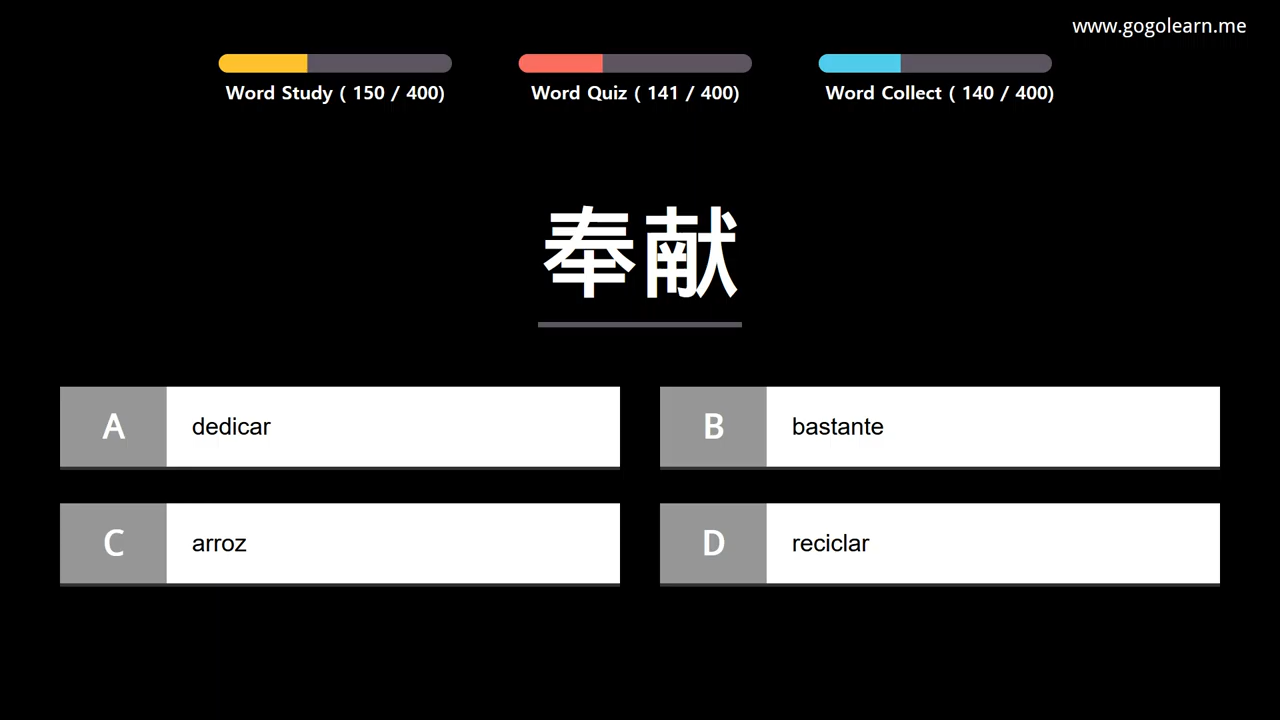 www.gogolearn.me
Word Study ( 150 / 400)
Word Quiz ( 141 / 400)
Word Collect ( 140 / 400)
奉献
A dedicar
B bastante
C arroz
D reciclar